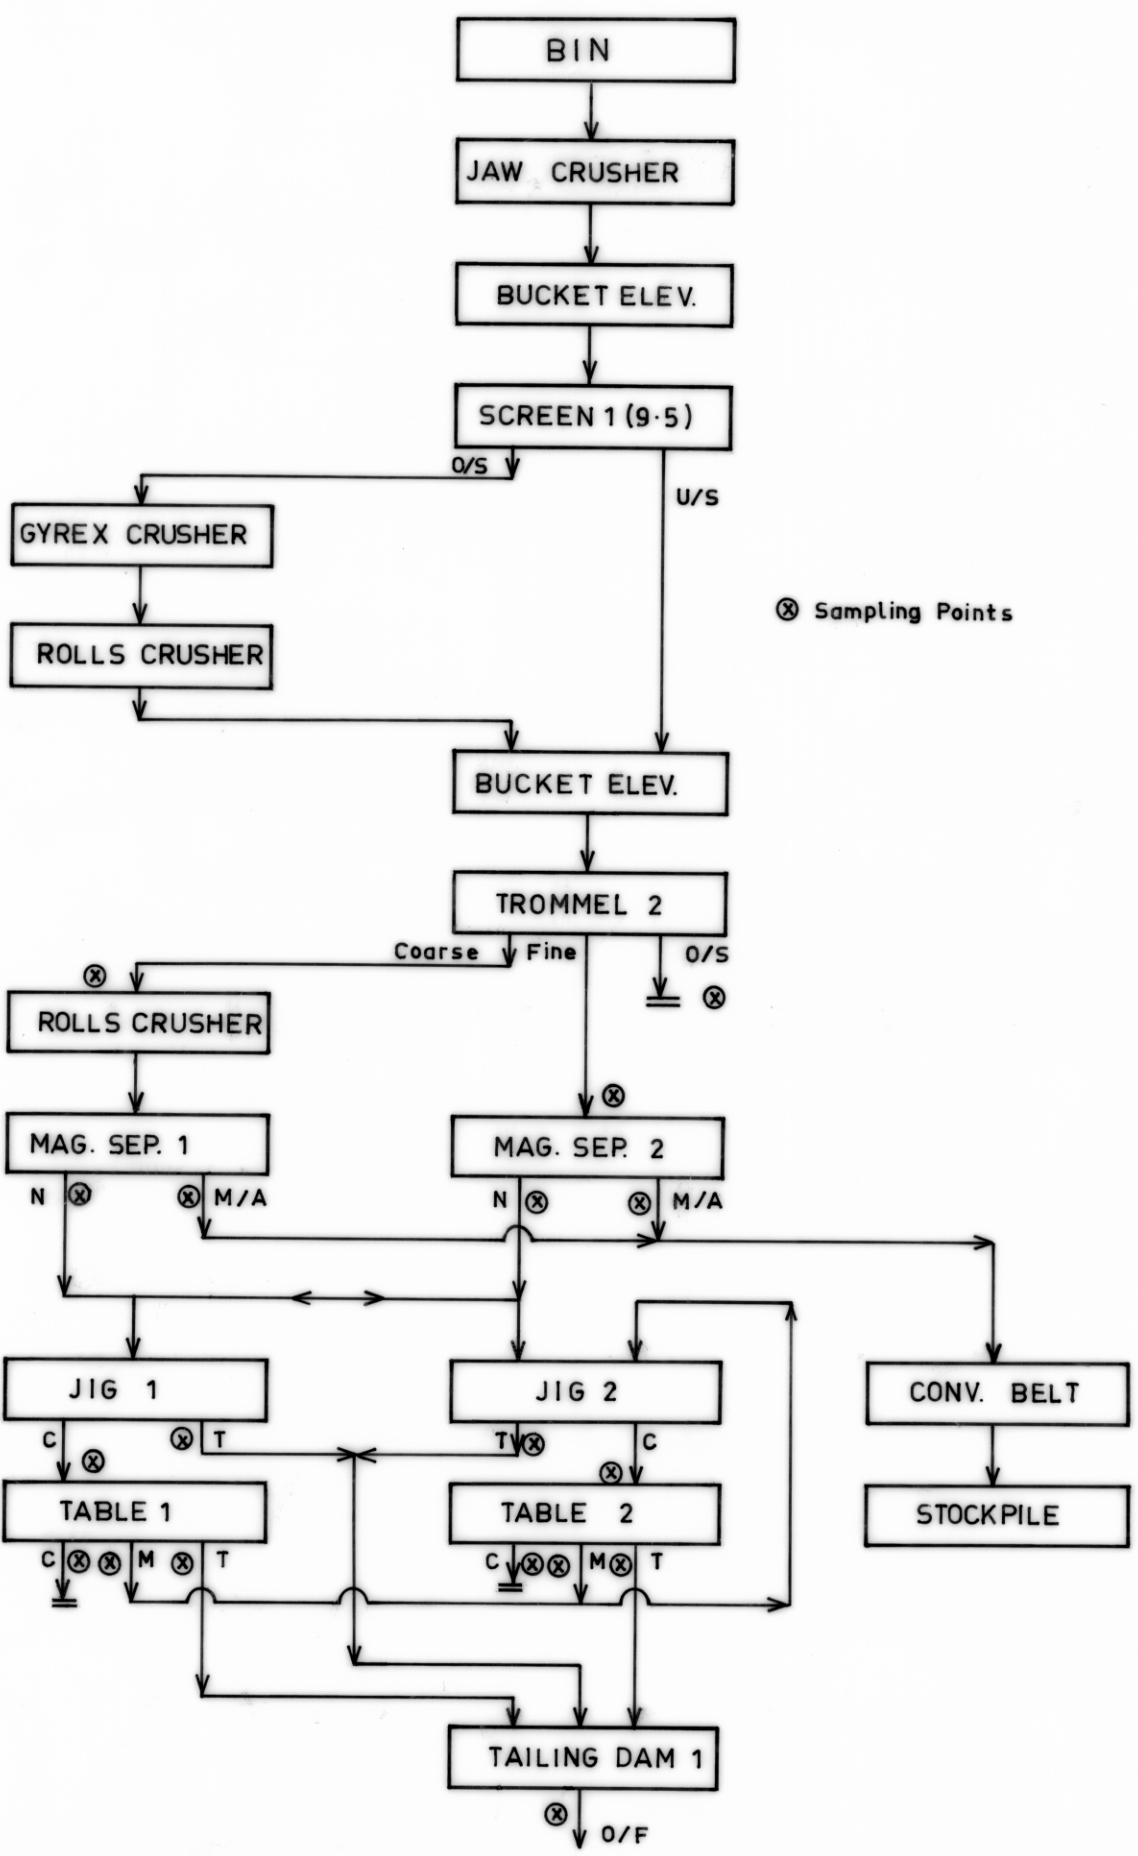 BIN
JAW CRUSHER
BUCKET ELEV.
SCREEN 1 (9·5)
O/S
U/S
GYREX CRUSHER
Sampling Points
ROLLS CRUSHER
BUCKET ELEV.
TROMMEL 2
Coarse Fine O/S
ROLLS CRUSHER
MAG. SEP. 1
MAG. SEP. 2
N M/A
N M/A
JIG 1
JIG 2
CONV. BELT
C T
T C
TABLE 1
TABLE 2
STOCKPILE
C M T
C M T
TAILING DAM 1
O/F